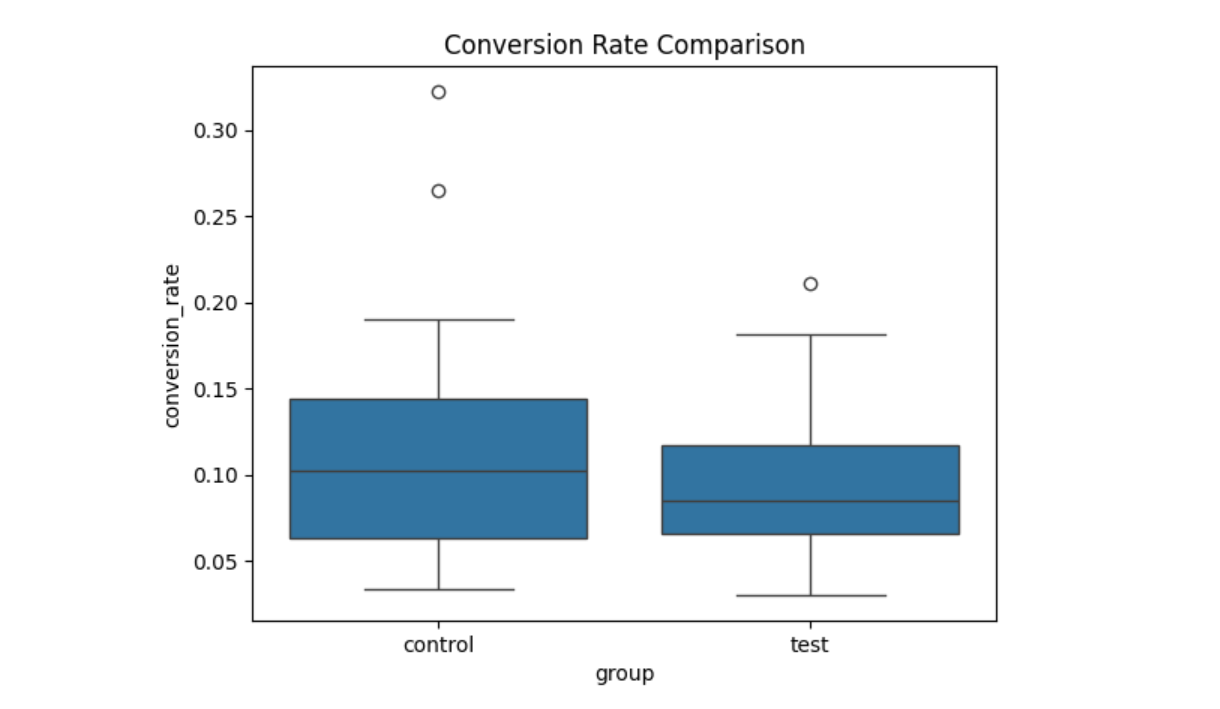 Conversion Rate Comparison
0.30
0.25
0.20
0.15
0.10
0.05
conversion_rate
control
test
group